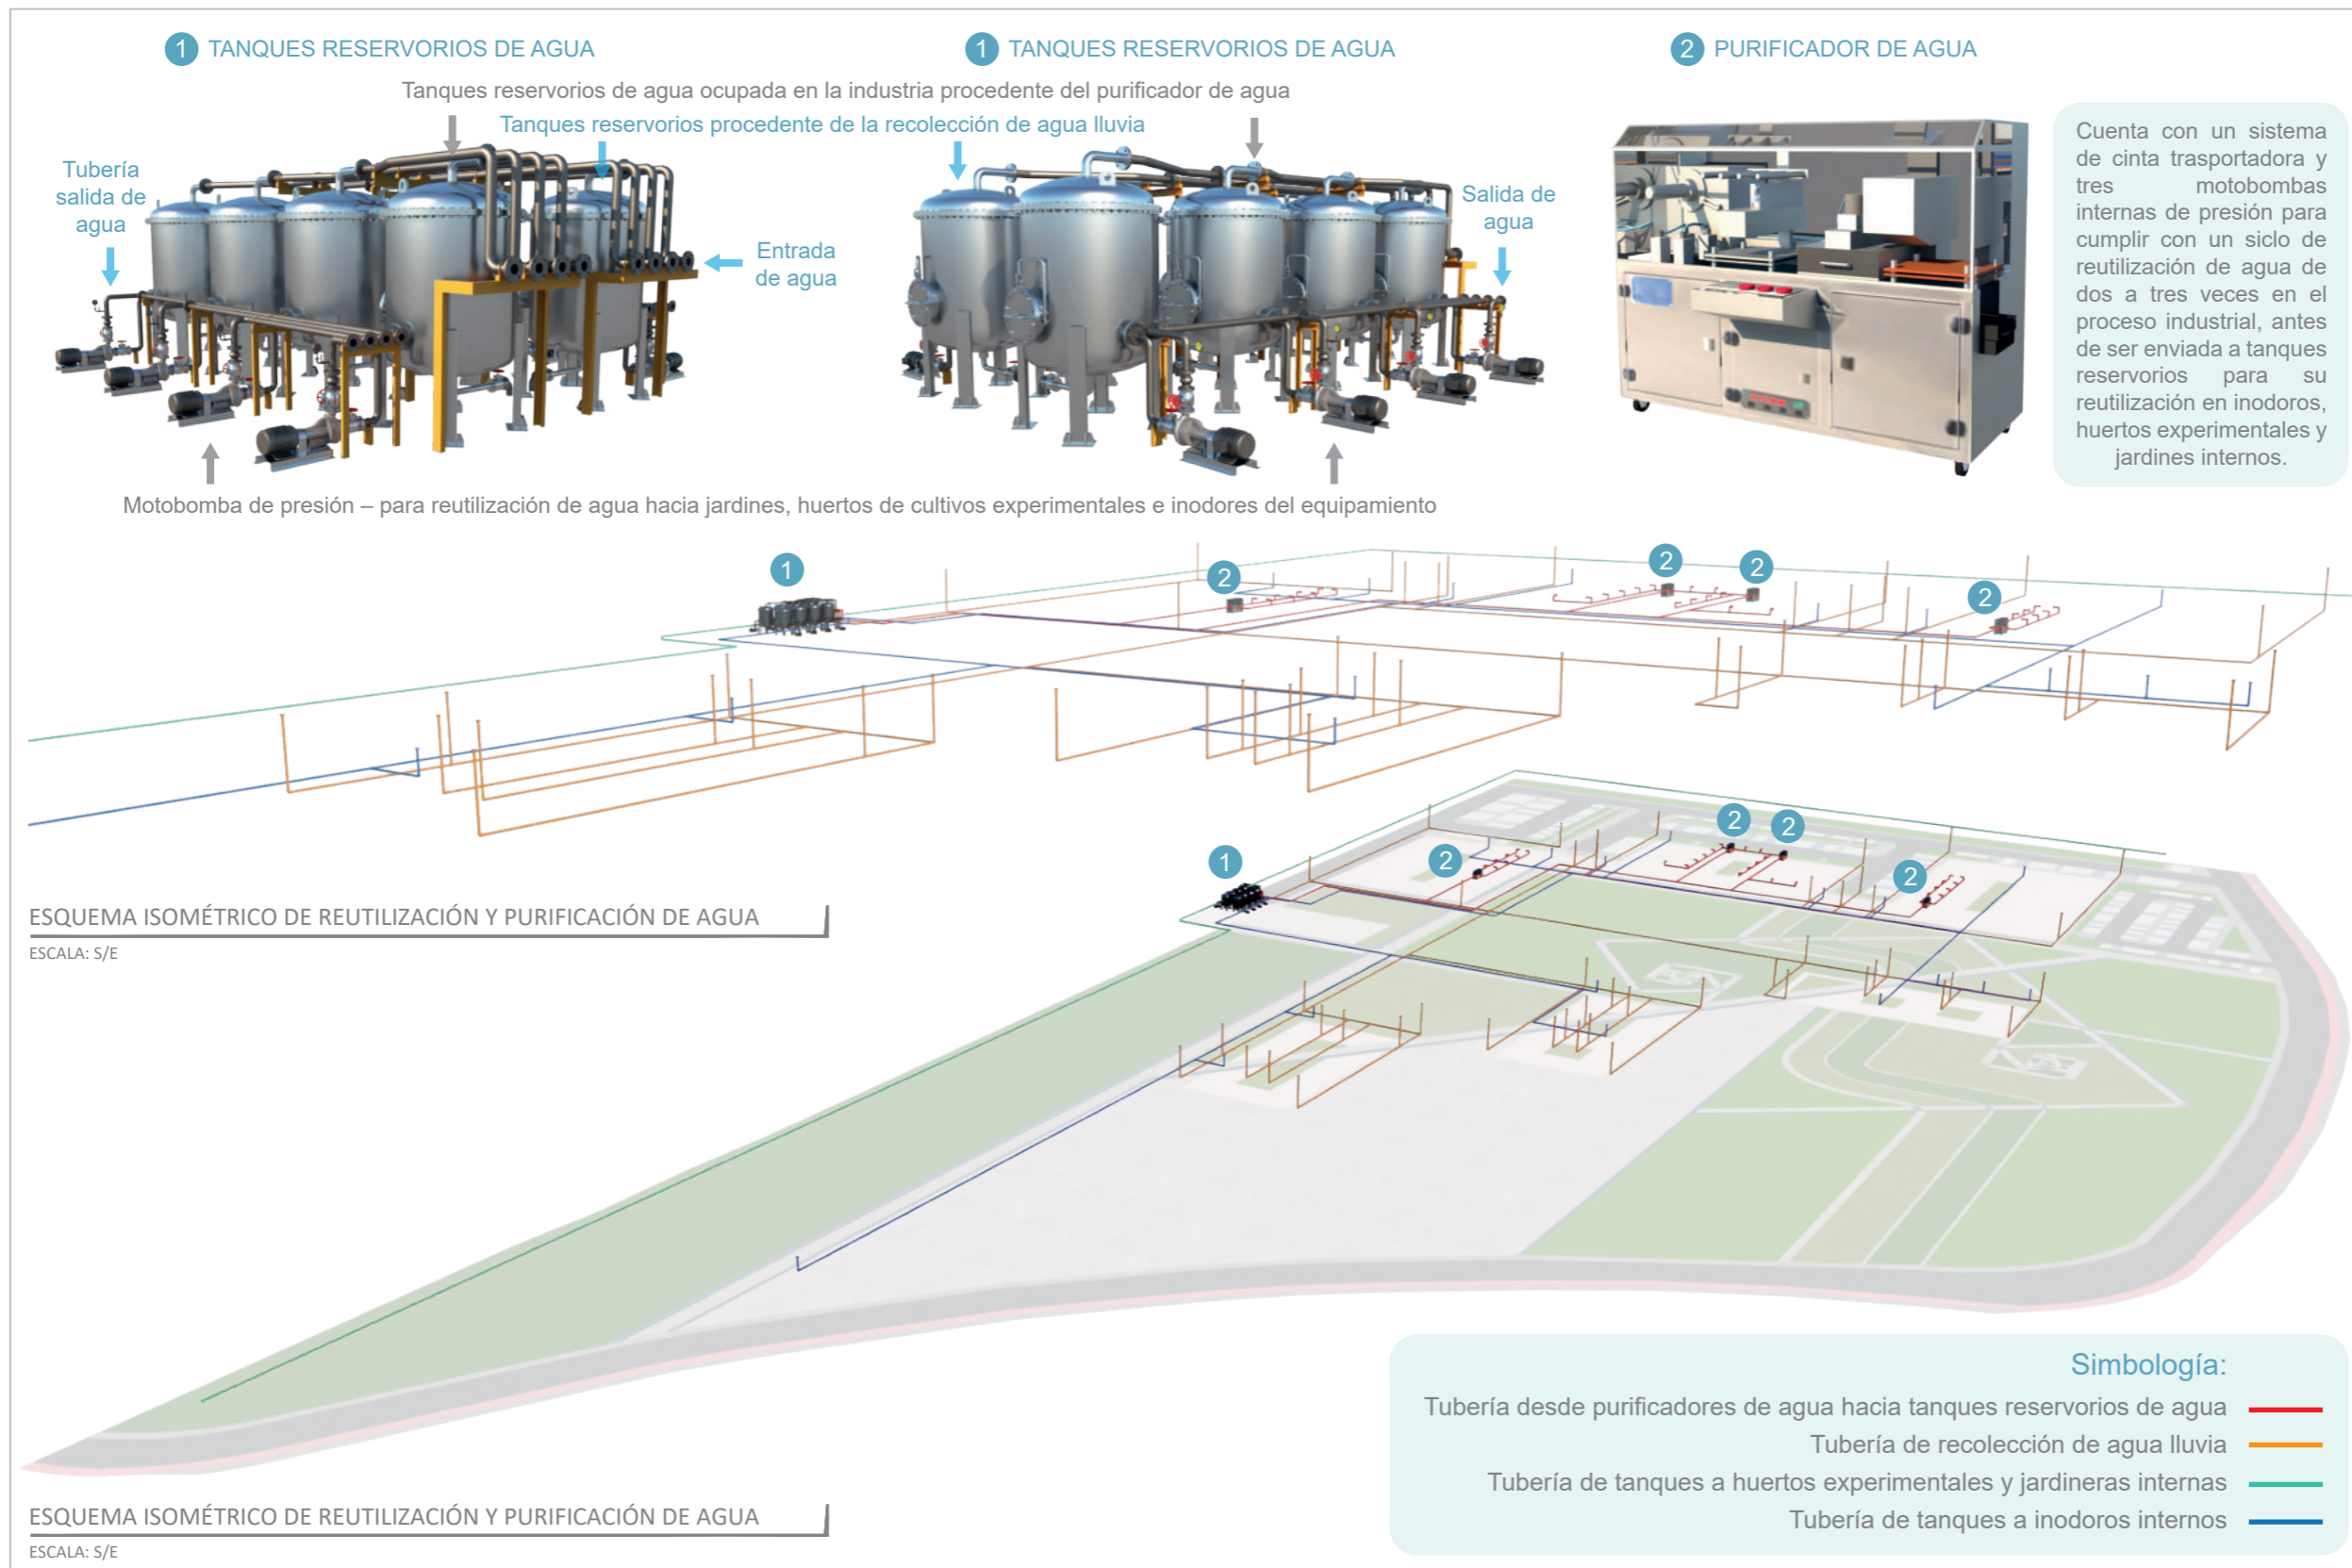 1 TANQUES RESERVORIOS DE AGUA
1 TANQUES RESERVORIOS DE AGUA
2 PURIFICADOR DE AGUA
Tanques reservorios de agua ocupada en la industria procedente del purificador de agua
Tanques reservorios procedente de la recolección de agua lluvia
Tubería
salida de
agua
Entrada
de agua
Salida de
agua
Cuenta con un sistema
de cinta trasportadora y
tres motobombas
internas de presión para
cumplir con un siclo de
reutilización de agua de
dos a tres veces en el
proceso industrial, antes
de ser enviada a tanques
reservorios para su
reutilización en inodoros,
huertos experimentales y
jardines internos.
Motobomba de presión – para reutilización de agua hacia jardines, huertos de cultivos experimentales e inodores del equipamiento
1
2
2
2
2
1
2
2
2
2
ESQUEMA ISOMÉTRICO DE REUTILIZACIÓN Y PURIFICACIÓN DE AGUA
ESCALA: S/E
Simbología:
Tubería desde purificadores de agua hacia tanques reservorios de agua
Tubería de recolección de agua lluvia
Tubería de tanques a huertos experimentales y jardineras internas
Tubería de tanques a inodoros internos
ESQUEMA ISOMÉTRICO DE REUTILIZACIÓN Y PURIFICACIÓN DE AGUA
ESCALA: S/E